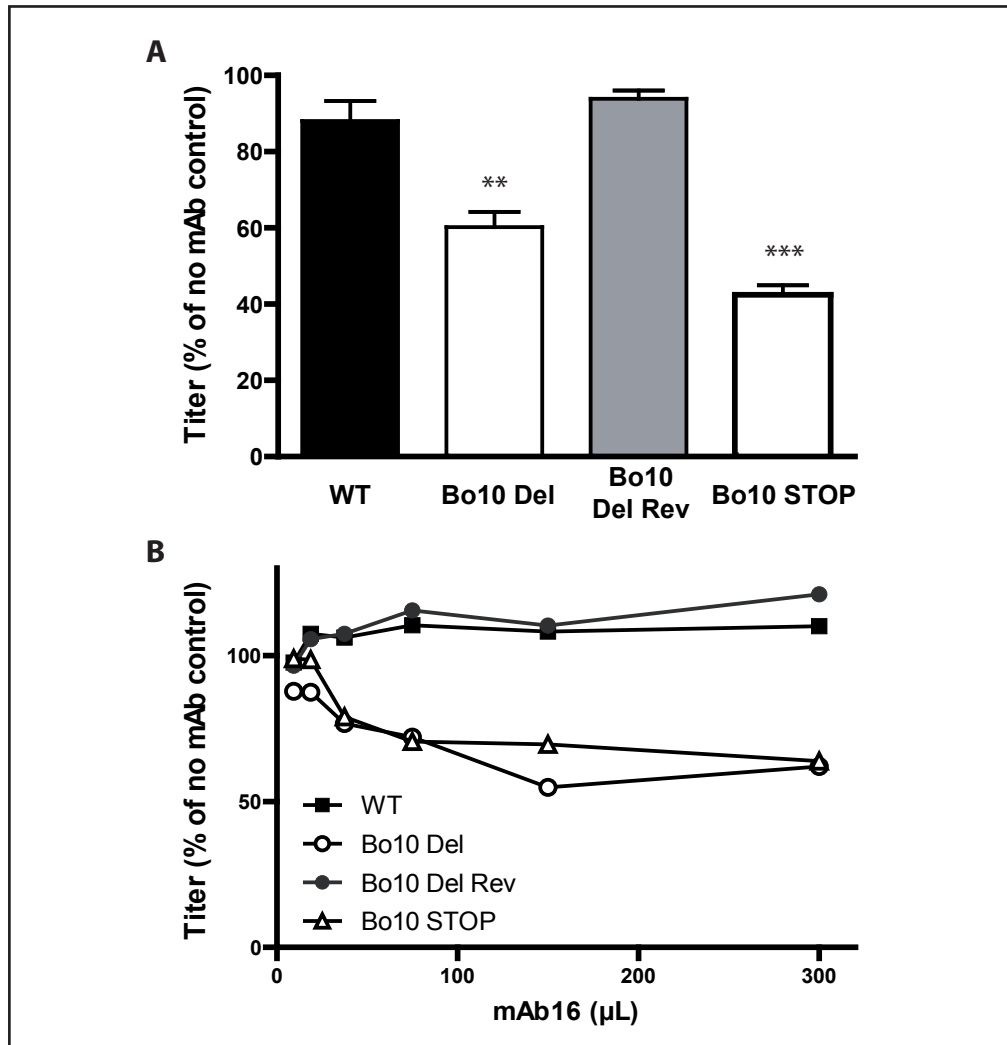 A
Titer (% of no mAb control)
100
80
60
40
20
0
**
***
WT
Bo10 Del
Bo10
Del Rev
Bo10 STOP
B
Titer (% of no mAb control)
100
50
0
WT
Bo10 Del
Bo10 Del Rev
Bo10 STOP
0
100
200
300
mAb16 (µL)